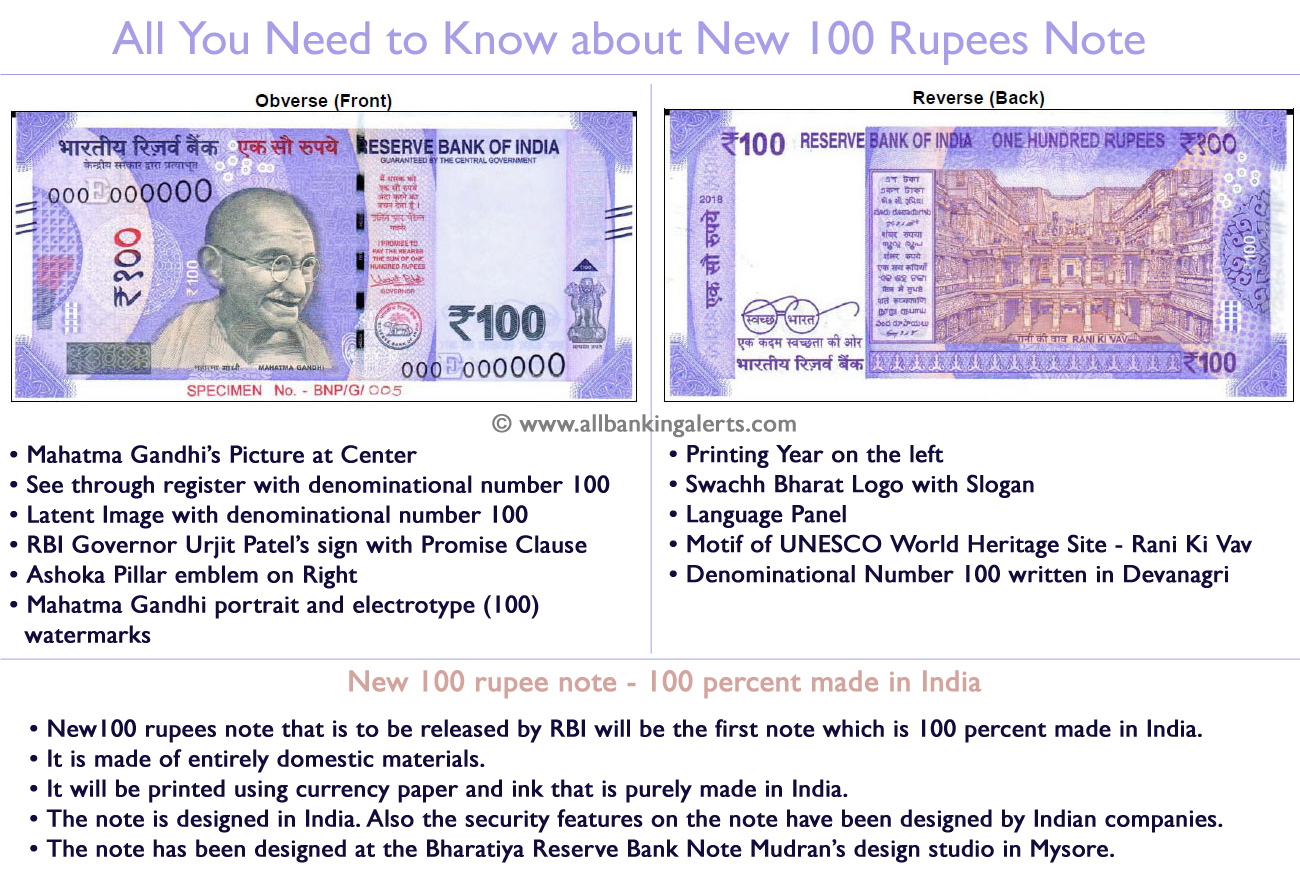 All You Need to Know about New 100 Rupees Note
Obverse (Front)
भारतीय रिज़र्व बैंक एक सौ रुपये RESERVE BANK OF INDIA
केन्द्रीय सरकार द्वारा प्रत्याभूत GUARANTEED BY THE CENTRAL GOVERNMENT
000 000000
₹१००
₹100
I PROMISE TO
PAY THE BEARER
THE SUM OF ONE
HUNDRED RUPEES
GOVERNOR
₹100
000 000000
महात्मा गांधी MAHATMA GANDHI
SPECIMEN No. - BNP/G/ 005
Reverse (Back)
₹100 RESERVE BANK OF INDIA ONE HUNDRED RUPEES ₹१००
2018
एक सौ रुपये
100
स्वच्छ भारत
एक कदम स्वच्छता की ओर
भारतीय रिज़र्व बैंक
रानी की वाव RANI KI VAV
₹100
© www.allbankingalerts.com
• Mahatma Gandhi's Picture at Center
• See through register with denominational number 100
• Latent Image with denominational number 100
• RBI Governor Urjit Patel's sign with Promise Clause
• Ashoka Pillar emblem on Right
• Mahatma Gandhi portrait and electrotype (100)
watermarks
• Printing Year on the left
• Swachh Bharat Logo with Slogan
• Language Panel
• Motif of UNESCO World Heritage Site - Rani Ki Vav
• Denominational Number 100 written in Devanagri
New 100 rupee note - 100 percent made in India
• New100 rupees note that is to be released by RBI will be the first note which is 100 percent made in India.
• It is made of entirely domestic materials.
• It will be printed using currency paper and ink that is purely made in India.
• The note is designed in India. Also the security features on the note have been designed by Indian companies.
• The note has been designed at the Bharatiya Reserve Bank Note Mudran's design studio in Mysore.